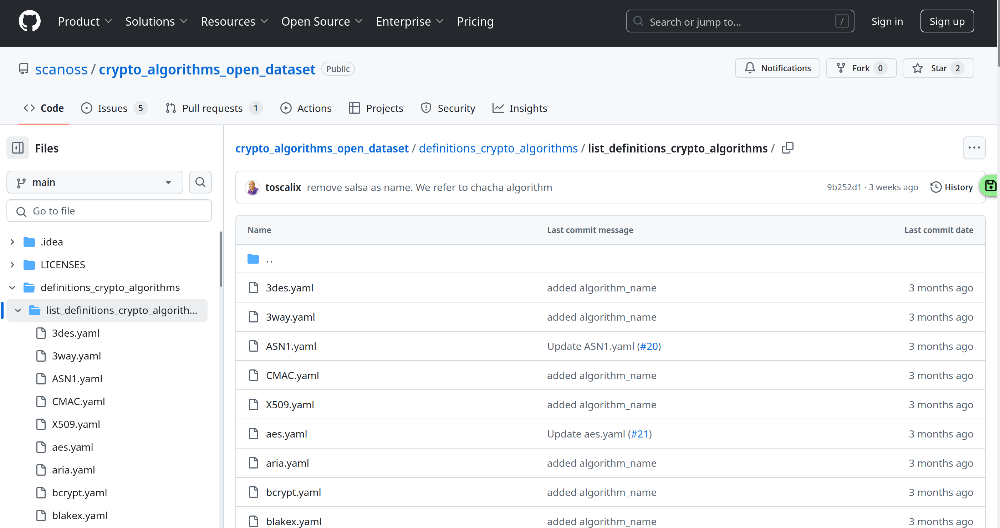 Product Solutions Resources Open Source Enterprise Pricing Search or jump to... / Sign in Sign up
scanoss / crypto_algorithms_open_dataset Public Notifications Fork 0 Star 2
Code Issues 5 Pull requests 1 Actions Projects Security Insights
Files
main
Go to file
.idea
LICENSES
definitions_crypto_algorithms
list_definitions_crypto_algorith...
3des.yaml
3way.yaml
ASN1.yaml
CMAC.yaml
X509.yaml
aes.yaml
aria.yaml
bcrypt.yaml
blakex.yaml
crypto_algorithms_open_dataset / definitions_crypto_algorithms / list_definitions_crypto_algorithms /
toscalix remove salsa as name. We refer to chacha algorithm 9b252d1 · 3 weeks ago History
Name Last commit message Last commit date
..
3des.yaml added algorithm_name 3 months ago
3way.yaml added algorithm_name 3 months ago
ASN1.yaml Update ASN1.yaml (#20) 3 months ago
CMAC.yaml added algorithm_name 3 months ago
X509.yaml added algorithm_name 3 months ago
aes.yaml Update aes.yaml (#21) 3 months ago
aria.yaml added algorithm_name 3 months ago
bcrypt.yaml added algorithm_name 3 months ago
blakex.yaml added algorithm_name 3 months ago